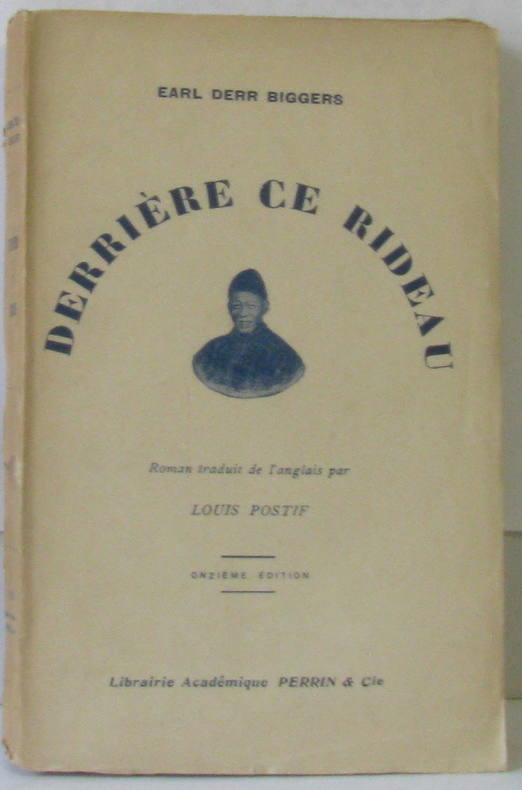 EARL DERR BIGGERS
DERRIÈRE CE RIDEAU
Roman traduit de l'anglais par
LOUIS POSTIF
ONZIÈME ÉDITION
Librairie Académique PERRIN & Cie